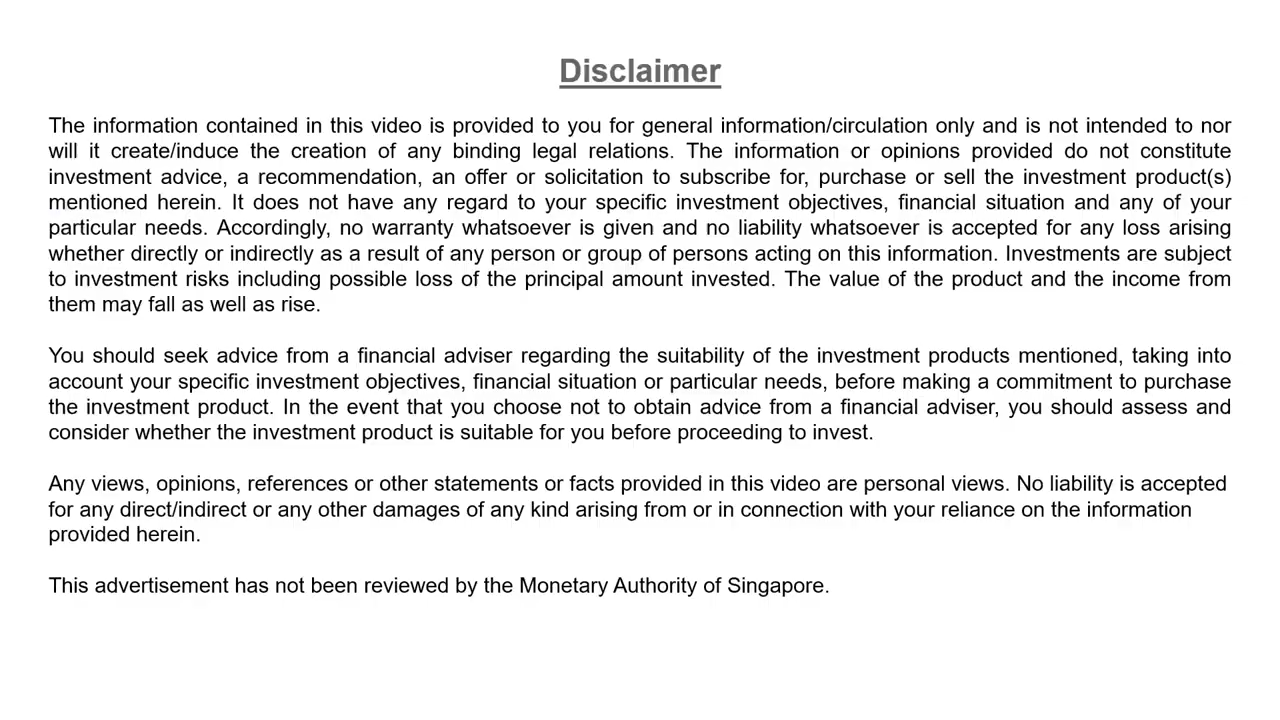 Disclaimer
The information contained in this video is provided to you for general information/circulation only and is not intended to nor
will it create/induce the creation of any binding legal relations. The information or opinions provided do not constitute
investment advice, a recommendation, an offer or solicitation to subscribe for, purchase or sell the investment product(s)
mentioned herein. It does not have any regard to your specific investment objectives, financial situation and any of your
particular needs. Accordingly, no warranty whatsoever is given and no liability whatsoever is accepted for any loss arising
whether directly or indirectly as a result of any person or group of persons acting on this information. Investments are subject
to investment risks including possible loss of the principal amount invested. The value of the product and the income from
them may fall as well as rise.
You should seek advice from a financial adviser regarding the suitability of the investment products mentioned, taking into
account your specific investment objectives, financial situation or particular needs, before making a commitment to purchase
the investment product. In the event that you choose not to obtain advice from a financial adviser, you should assess and
consider whether the investment product is suitable for you before proceeding to invest.
Any views, opinions, references or other statements or facts provided in this video are personal views. No liability is accepted
for any direct/indirect or any other damages of any kind arising from or in connection with your reliance on the information
provided herein.
This advertisement has not been reviewed by the Monetary Authority of Singapore.